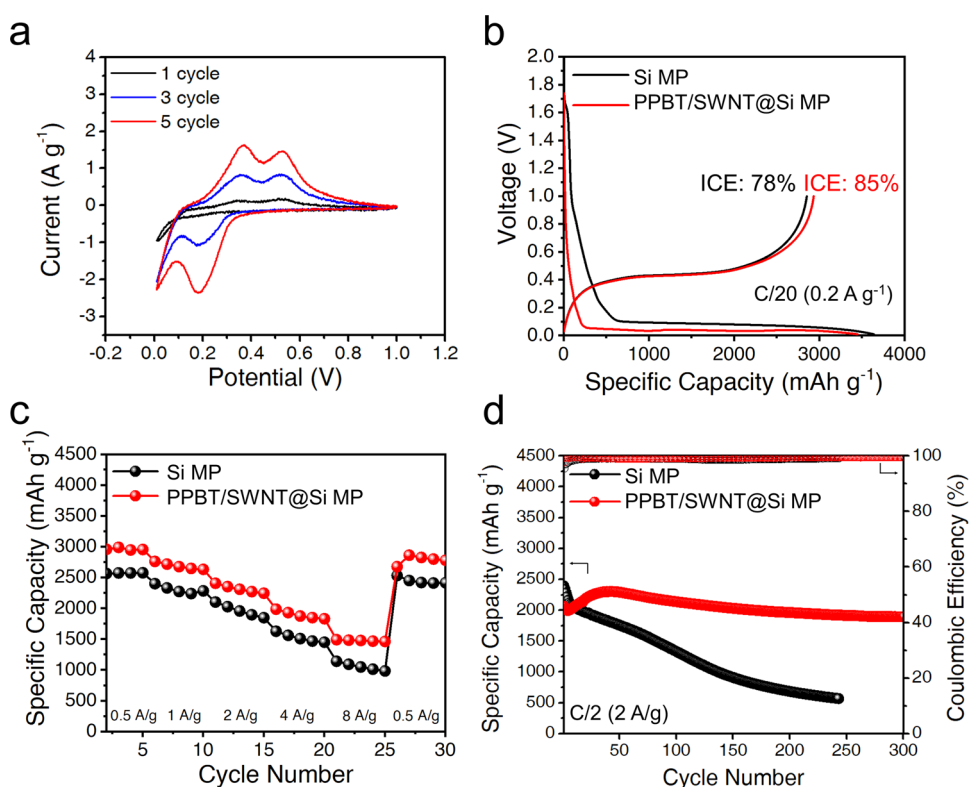 a
4
3
2
1
0
-1
-2
-3
1 cycle
3 cycle
5 cycle
Current (A g-1)
-0.2 0.0 0.2 0.4 0.6 0.8 1.0 1.2
Potential (V)
b
2.0
1.8
1.6
1.4
1.2
1.0
0.8
0.6
0.4
0.2
0.0
Si MP
PPBT/SWNT@Si MP
ICE: 78% ICE: 85%
C/20 (0.2 A g-1)
Voltage (V)
0 1000 2000 3000 4000
Specific Capacity (mAh g-1)
c
4500
4000
3500
3000
2500
2000
1500
1000
500
0
Si MP
PPBT/SWNT@Si MP
Specific Capacity (mAh g-1)
0.5 A/g 1 A/g 2 A/g 4 A/g 8 A/g 0.5 A/g
5 10 15 20 25 30
Cycle Number
d
4500
4000
3500
3000
2500
2000
1500
1000
500
0
Si MP
PPBT/SWNT@Si MP
Specific Capacity (mAh g-1)
C/2 (2 A/g)
100
80
60
40
20
0
Coulombic Efficiency (%)
50 100 150 200 250 300
Cycle Number